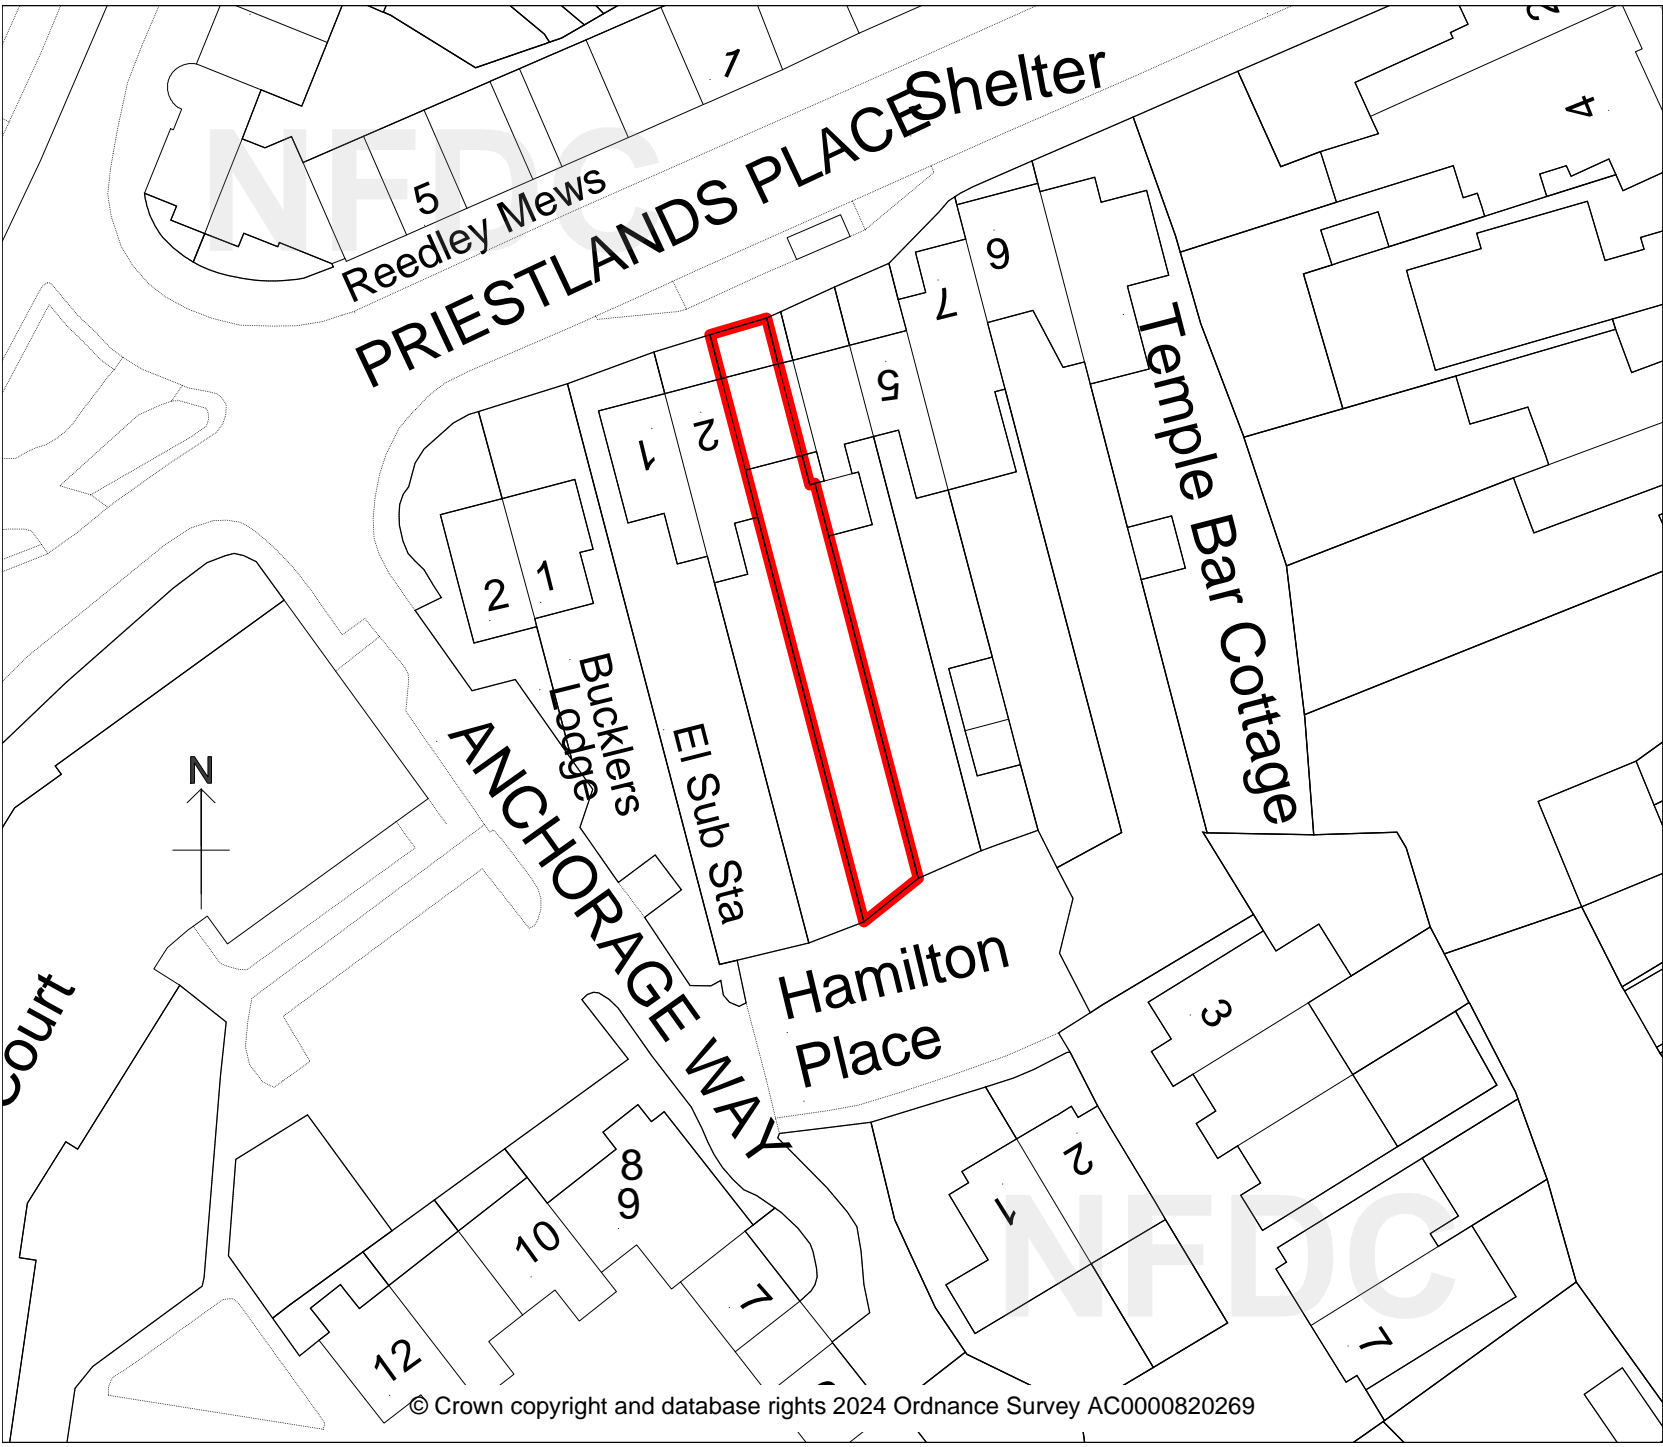 1
Shelter
4
NFDC
5
Reedley Mews
PRIESTLANDS PLACE
6
7
5
2
1
2
1
Temple Bar Cottage
Bucklers
Lodge
El Sub Sta
N
ANCHORAGE WAY
Hamilton
Place
3
Court
8
9
10
2
1
NFDC
7
7
12
© Crown copyright and database rights 2024 Ordnance Survey AC0000820269